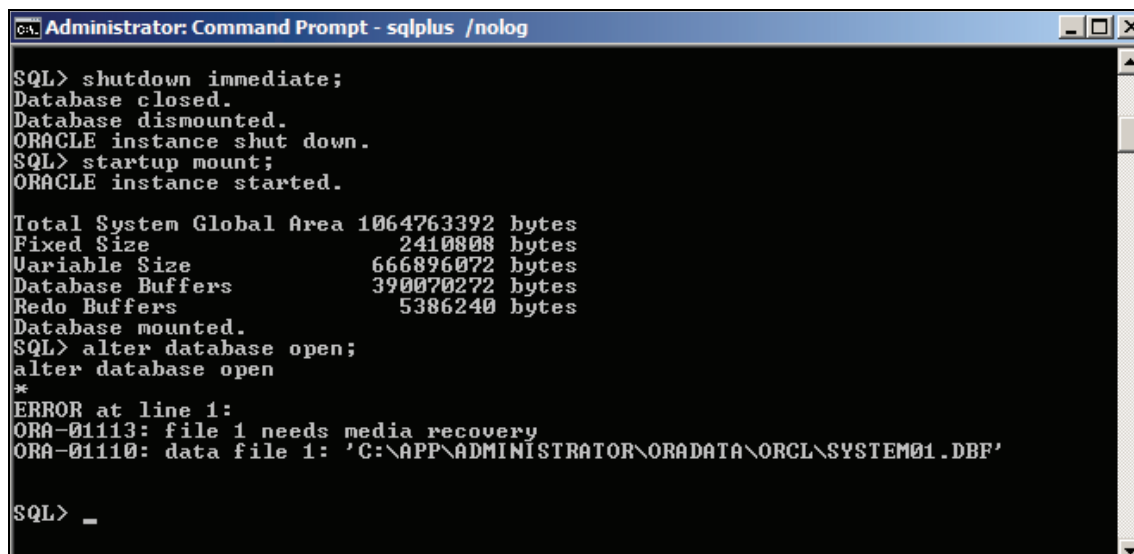 Administrator: Command Prompt - sqlplus /nolog
SQL> shutdown immediate;
Database closed.
Database dismounted.
ORACLE instance shut down.
SQL> startup mount;
ORACLE instance started.
Total System Global Area 1064763392 bytes
Fixed Size 2410808 bytes
Variable Size 666896072 bytes
Database Buffers 390070272 bytes
Redo Buffers 5386240 bytes
Database mounted.
SQL> alter database open;
alter database open
*
ERROR at line 1:
ORA-01113: file 1 needs media recovery
ORA-01110: data file 1: 'C:\APP\ADMINISTRATOR\ORADATA\ORCL\SYSTEM01.DBF'
SQL> _